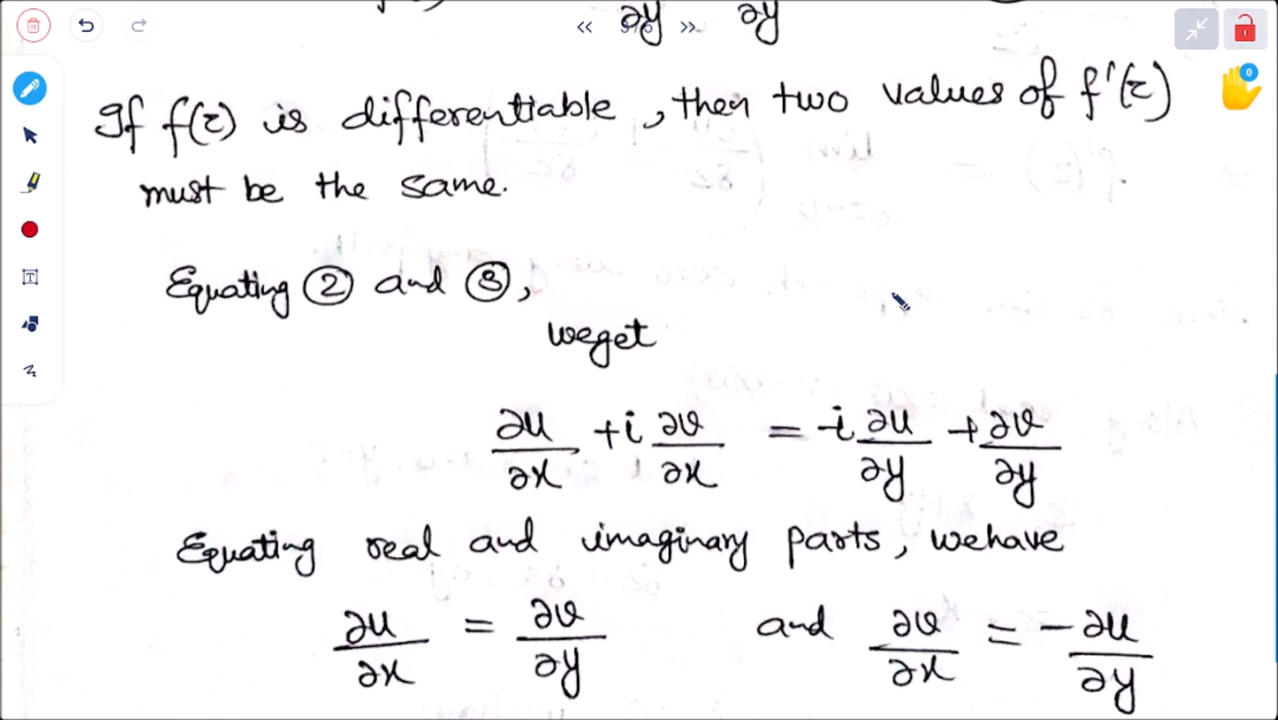 ∂y ∂y
If f(z) is differentiable, then two values of f'(z)
must be the same.
Equating ② and ③,
we get
∂u/∂x + i ∂v/∂x = -i ∂u/∂y + ∂v/∂y
Equating real and imaginary parts, we have
∂u/∂x = ∂v/∂y and ∂v/∂x = -∂u/∂y